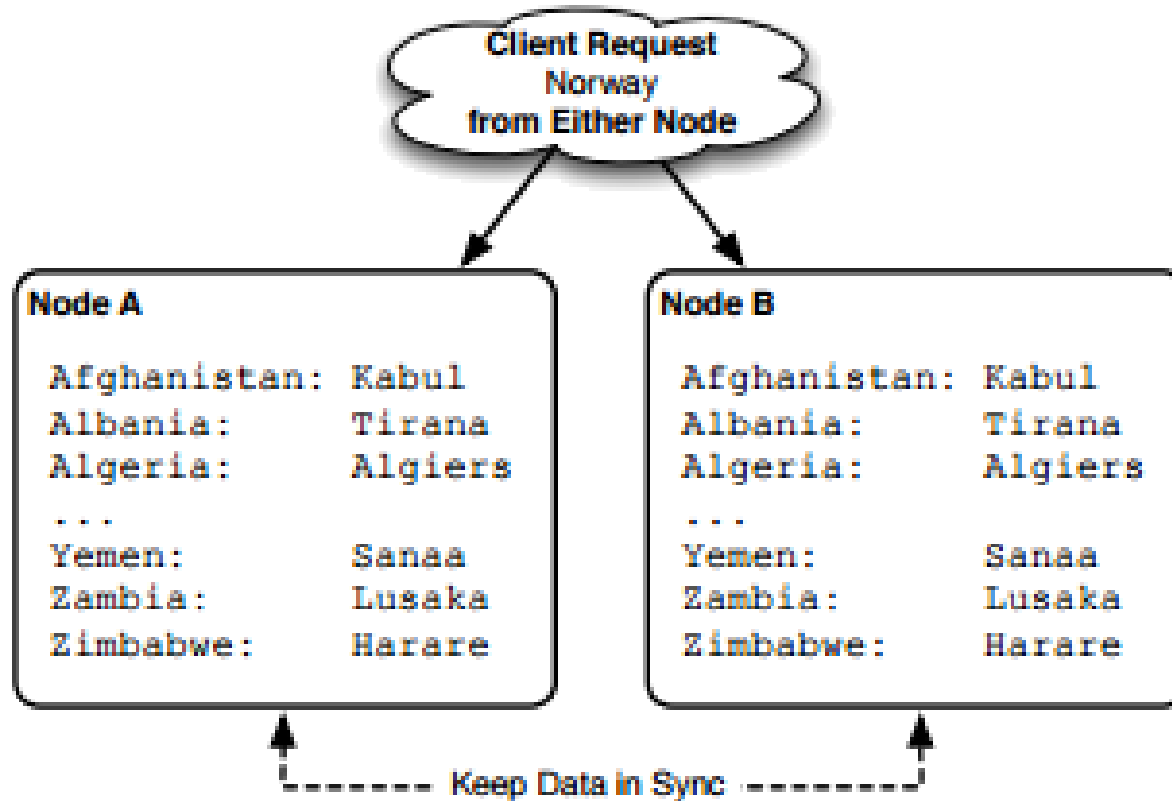 Client Request
Norway
from Either Node
Node A
Afghanistan: Kabul
Albania: Tirana
Algeria: Algiers
...
Yemen: Sanaa
Zambia: Lusaka
Zimbabwe: Harare
Node B
Afghanistan: Kabul
Albania: Tirana
Algeria: Algiers
...
Yemen: Sanaa
Zambia: Lusaka
Zimbabwe: Harare
Keep Data in Sync